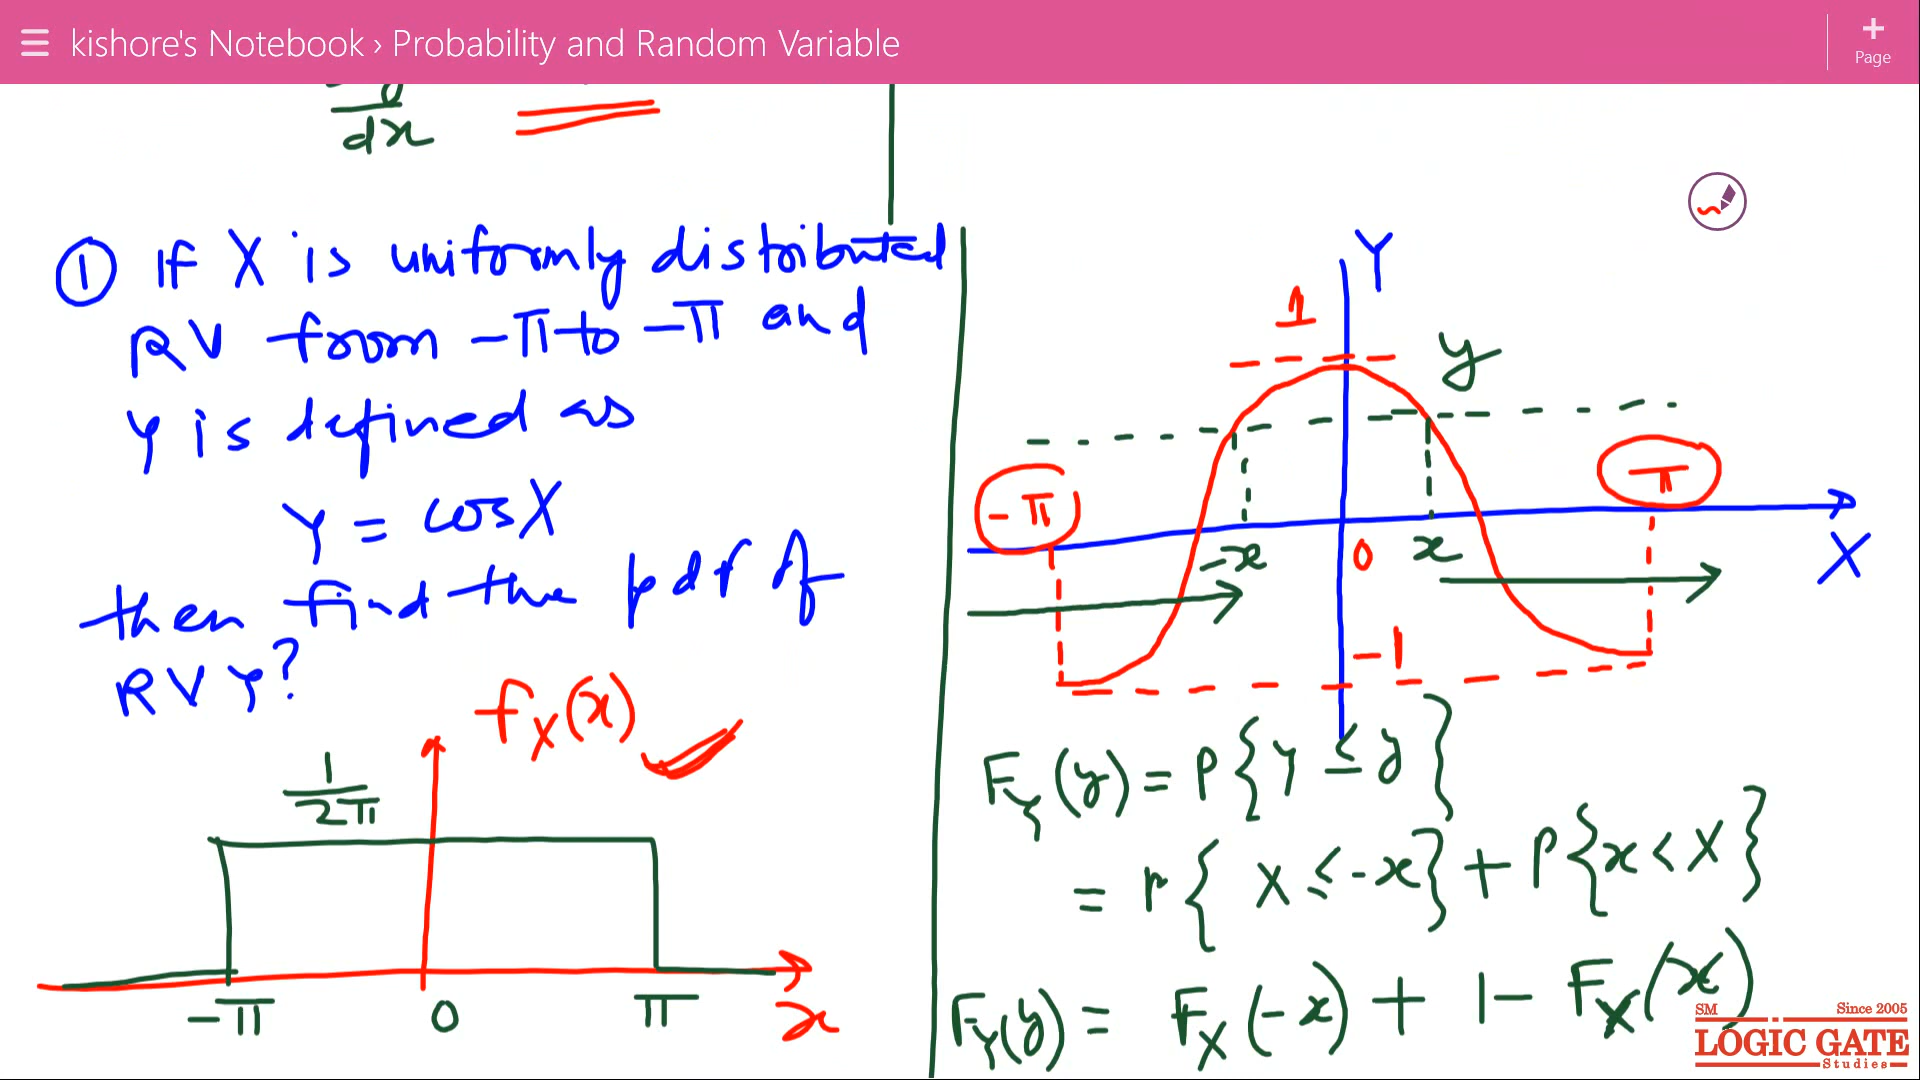 kishore's Notebook › Probability and Random Variable
Page
dx
① If X is uniformly distributed
RV from -π to -π and
Y is defined as
Y = cosX
then find the pdf of
RV Y?
fX(x)
1/2π
-π 0 π x
Y
1
y
-π
π
-x 0 x
X
-1
FY(y) = P{Y ≤ y}
= P{X ≤ -x} + P{x < X}
FY(y) = FX(-x) + 1 - FX(x)
SM Since 2005
LOGIC GATE
Studies